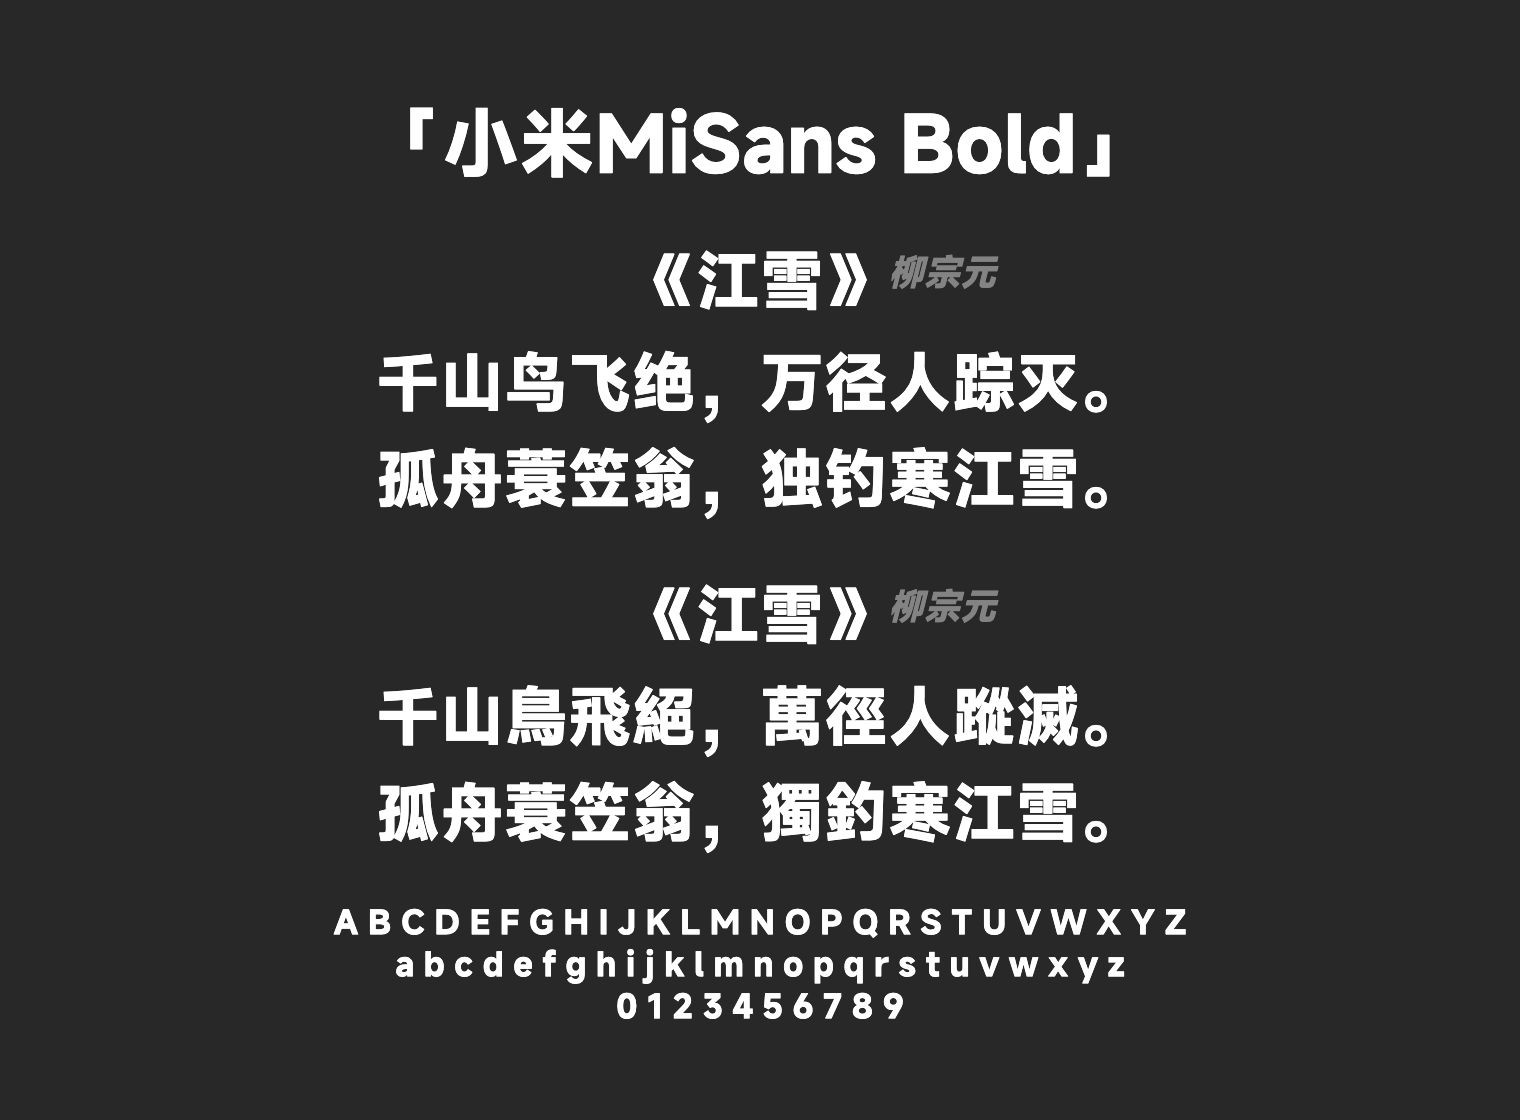 「小米MiSans Bold」
《江雪》柳宗元
千山鸟飞绝，万径人踪灭。
孤舟蓑笠翁，独钓寒江雪。
《江雪》柳宗元
千山鳥飛絕，萬徑人蹤滅。
孤舟蓑笠翁，獨釣寒江雪。
A B C D E F G H I J K L M N O P Q R S T U V W X Y Z
a b c d e f g h i j k l m n o p q r s t u v w x y z
0 1 2 3 4 5 6 7 8 9